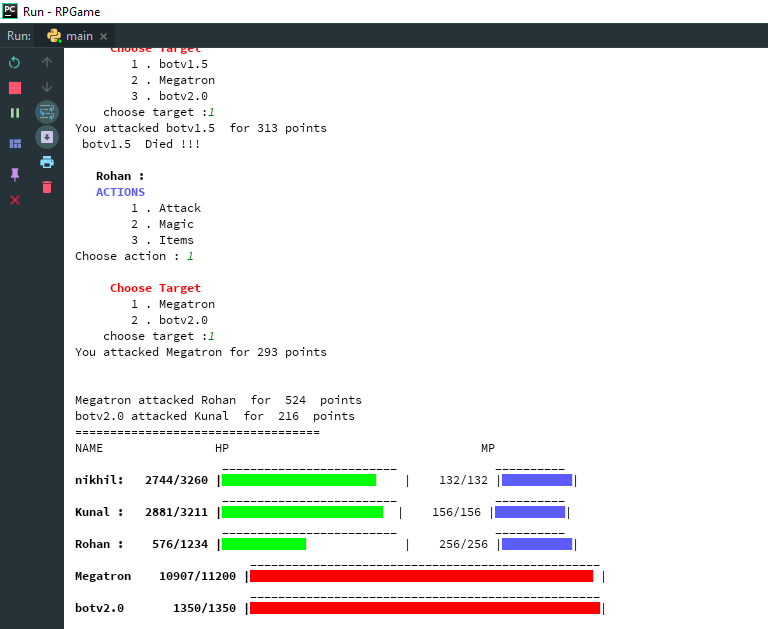 Run - RPGame
Run: main ×
Choose Target
1 . botv1.5
2 . Megatron
3 . botv2.0
choose target :1
You attacked botv1.5  for 313 points
botv1.5  Died !!!
Rohan :
ACTIONS
1 . Attack
2 . Magic
3 . Items
Choose action : 1
Choose Target
1 . Megatron
2 . botv2.0
choose target :1
You attacked Megatron for 293 points
Megatron attacked Rohan  for  524  points
botv2.0 attacked Kunal  for  216  points
===================================
NAME HP MP
nikhil: 2744/3260 | | 132/132 | |
Kunal : 2881/3211 | | 156/156 | |
Rohan : 576/1234 | | 256/256 | |
Megatron 10907/11200 | |
botv2.0 1350/1350 | |